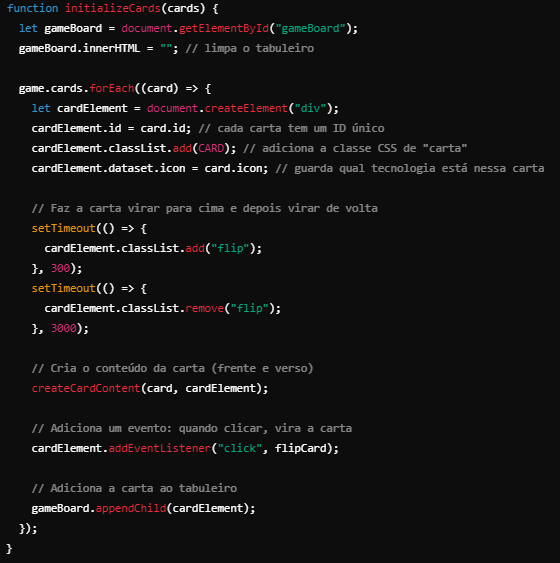 function initializeCards(cards) {
  let gameBoard = document.getElementById("gameBoard");
  gameBoard.innerHTML = ""; // limpa o tabuleiro

  game.cards.forEach((card) => {
    let cardElement = document.createElement("div");
    cardElement.id = card.id; // cada carta tem um ID único
    cardElement.classList.add(CARD); // adiciona a classe CSS de "carta"
    cardElement.dataset.icon = card.icon; // guarda qual tecnologia está nessa carta

    // Faz a carta virar para cima e depois virar de volta
    setTimeout(() => {
      cardElement.classList.add("flip");
    }, 300);
    setTimeout(() => {
      cardElement.classList.remove("flip");
    }, 3000);

    // Cria o conteúdo da carta (frente e verso)
    createCardContent(card, cardElement);

    // Adiciona um evento: quando clicar, vira a carta
    cardElement.addEventListener("click", flipCard);

    // Adiciona a carta ao tabuleiro
    gameBoard.appendChild(cardElement);
  });
}